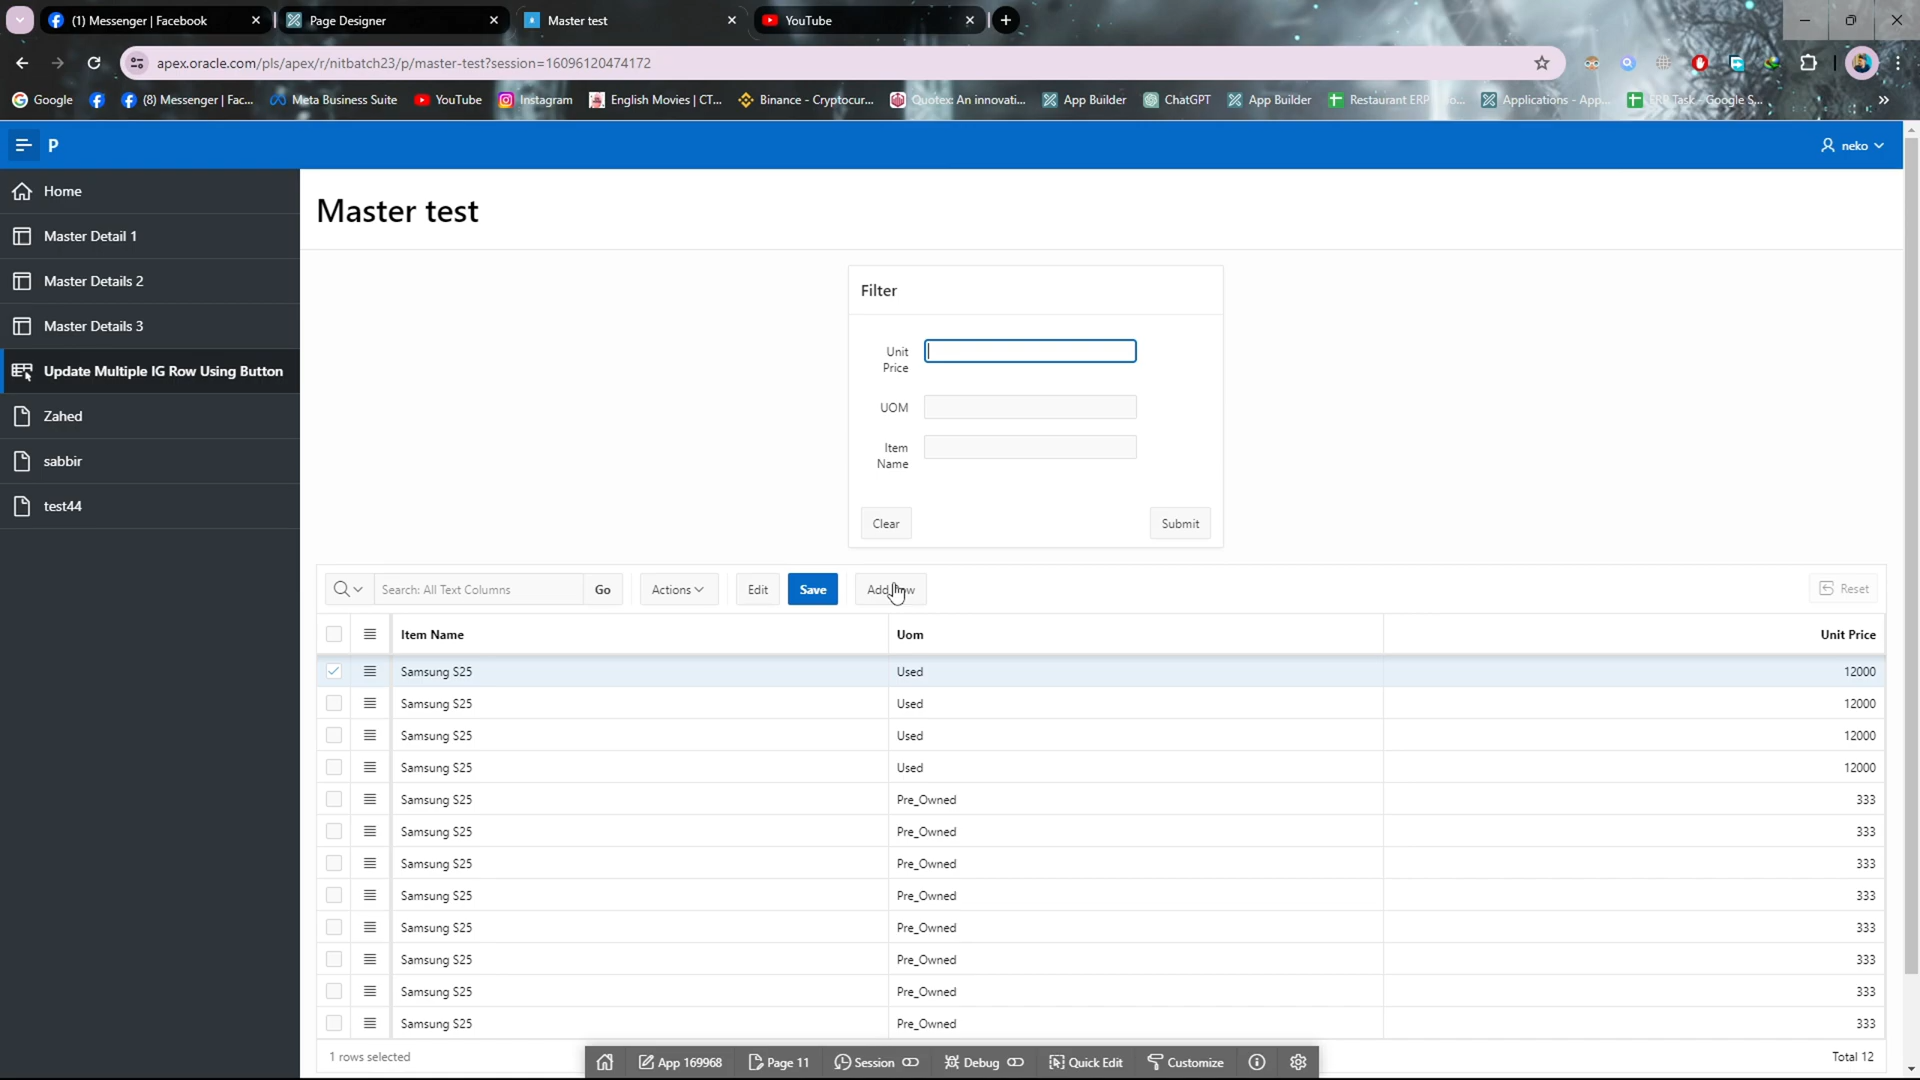 (1) Messenger | Facebook
Page Designer
Master test
YouTube
apex.oracle.com/pls/apex/r/nitbatch23/p/master-test?session=16096120474172
Google
(8) Messenger | Fac...
Meta Business Suite
YouTube
Instagram
English Movies | CT...
Binance - Cryptocur...
Quotex: An innovati...
App Builder
ChatGPT
App Builder
Restaurant ERP
Applications - App...
ERP Task - Google S...
P
neko
Home
Master Detail 1
Master Details 2
Master Details 3
Update Multiple IG Row Using Button
Zahed
sabbir
test44
Master test
Filter
Unit
Price
UOM
Item
Name
Clear
Submit
Search: All Text Columns
Go
Actions
Edit
Save
Reset
Item Name Uom Unit Price
Samsung S25 Used 12000
Samsung S25 Used 12000
Samsung S25 Used 12000
Samsung S25 Used 12000
Samsung S25 Pre_Owned 333
Samsung S25 Pre_Owned 333
Samsung S25 Pre_Owned 333
Samsung S25 Pre_Owned 333
Samsung S25 Pre_Owned 333
Samsung S25 Pre_Owned 333
Samsung S25 Pre_Owned 333
Samsung S25 Pre_Owned 333
1 rows selected
Total 12
App 169968
Page 11
Session
Debug
Quick Edit
Customize